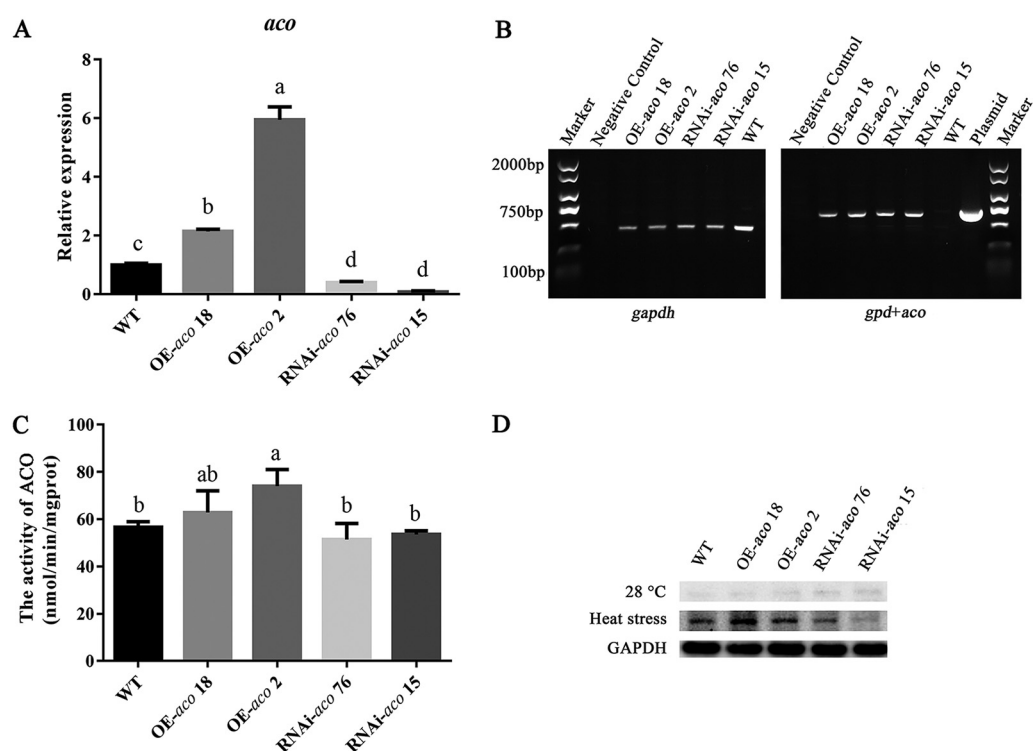 A
aco
Relative expression
8
6
4
2
0
c
b
a
d
d
WT
OE-aco 18
OE-aco 2
RNAi-aco 76
RNAi-aco 15
B
Marker
Negative Control
OE-aco 18
OE-aco 2
RNAi-aco 76
RNAi-aco 15
WT
Negative Control
OE-aco 18
OE-aco 2
RNAi-aco 76
RNAi-aco 15
WT
Plasmid
Marker
2000bp
750bp
100bp
gapdh
gpd+aco
C
The activity of ACO
(nmol/min/mgprot)
100
80
60
40
20
0
b
ab
a
b
b
WT
OE-aco 18
OE-aco 2
RNAi-aco 76
RNAi-aco 15
D
WT
OE-aco 18
OE-aco 2
RNAi-aco 76
RNAi-aco 15
28 °C
Heat stress
GAPDH